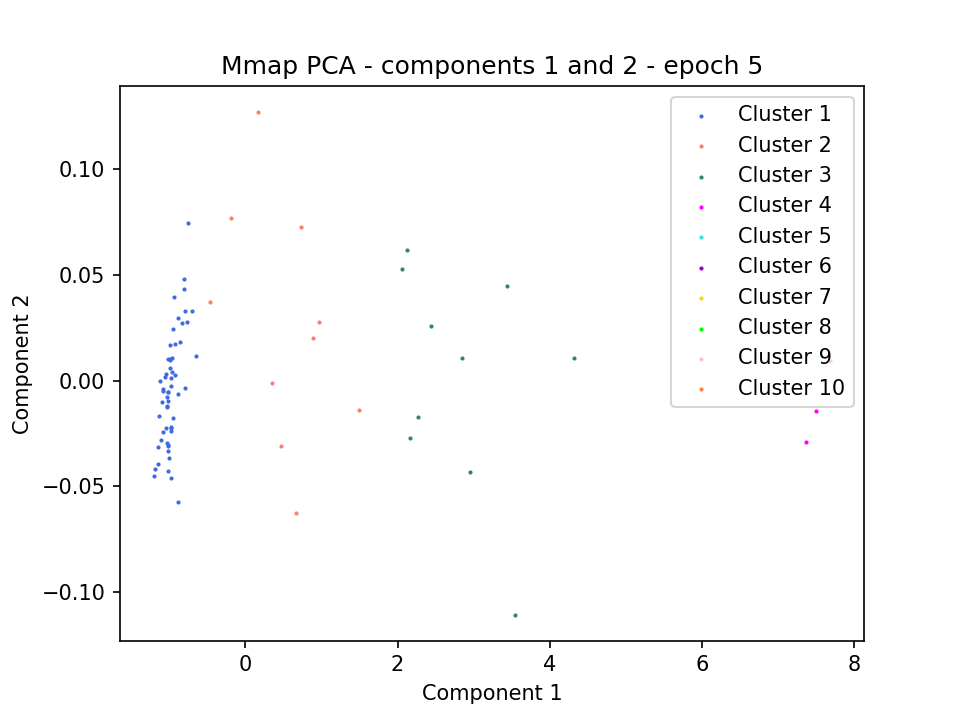 Mmap PCA - components 1 and 2 - epoch 5
Cluster 1
Cluster 2
Cluster 3
Cluster 4
Cluster 5
Cluster 6
Cluster 7
Cluster 8
Cluster 9
Cluster 10
0.10
0.05
0.00
−0.05
−0.10
Component 2
0 2 4 6 8
Component 1